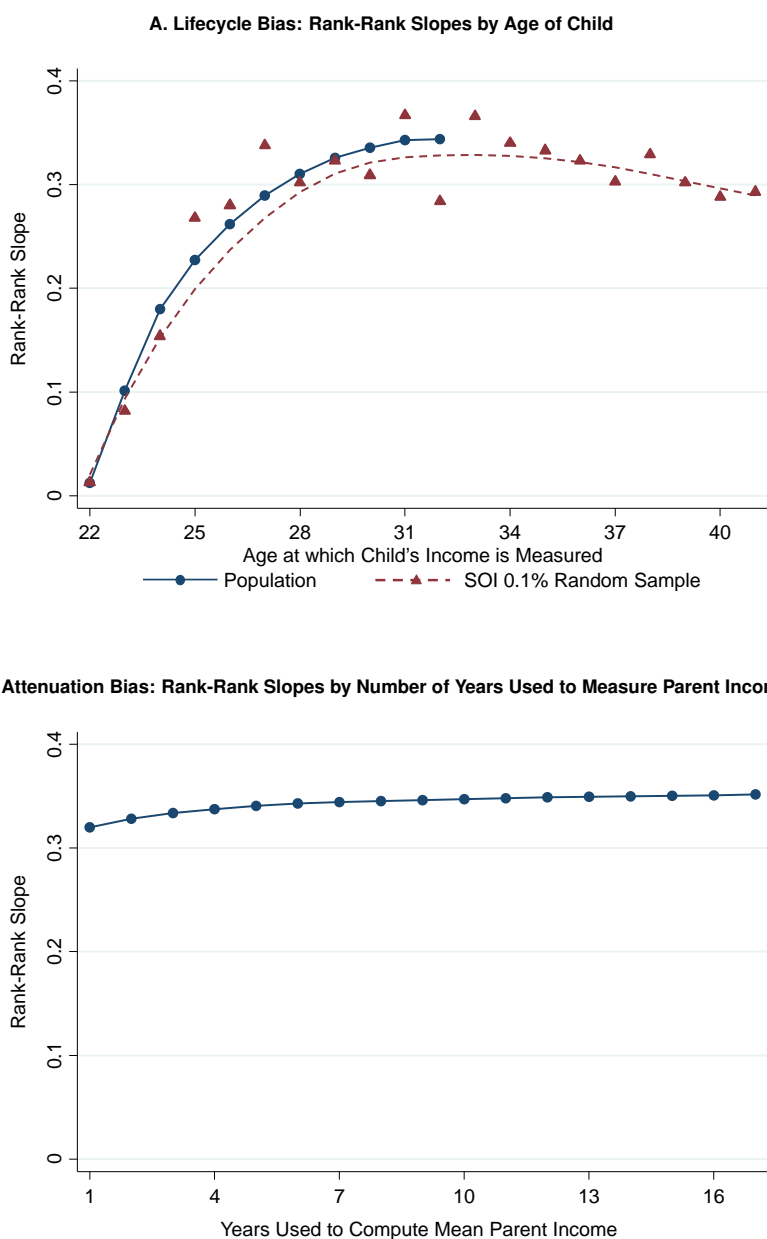 A. Lifecycle Bias: Rank-Rank Slopes by Age of Child
Rank-Rank Slope
0.4
0.3
0.2
0.1
0
22 25 28 31 34 37 40
Age at which Child's Income is Measured
Population SOI 0.1% Random Sample
Attenuation Bias: Rank-Rank Slopes by Number of Years Used to Measure Parent
Rank-Rank Slope
0.4
0.3
0.2
0.1
0
1 4 7 10 13 16
Years Used to Compute Mean Parent Income